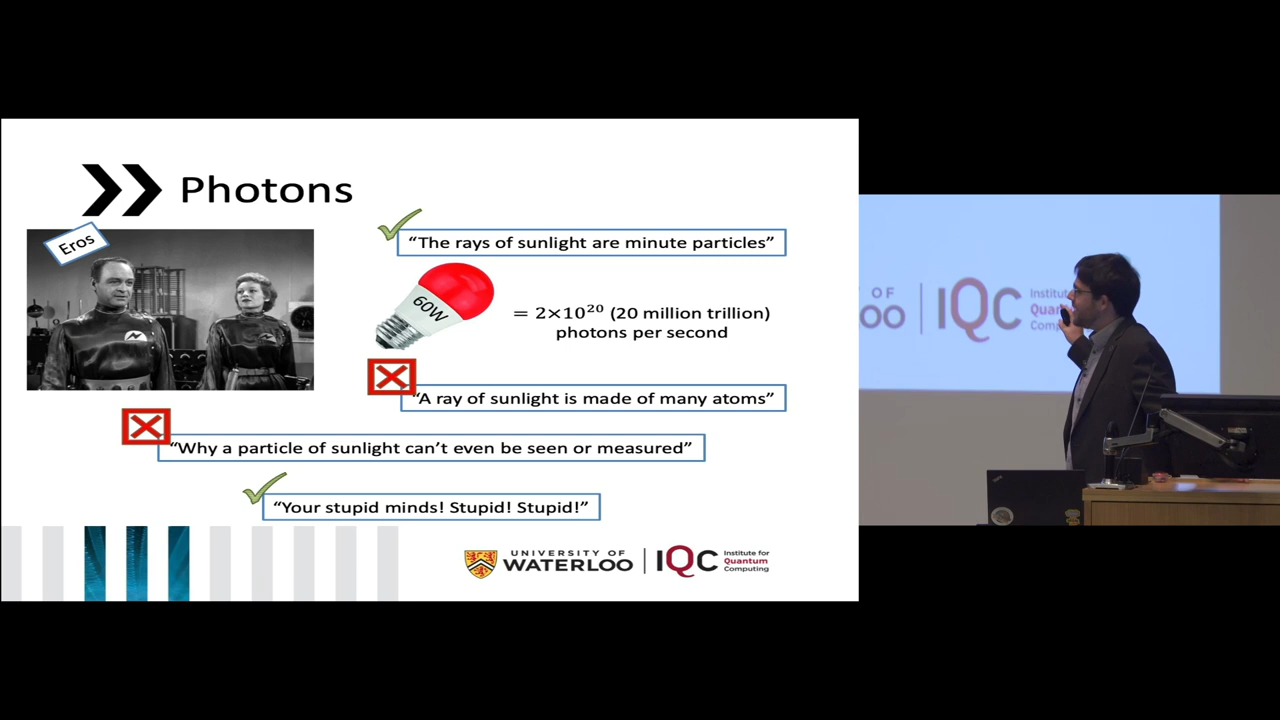 Photons
Eros
“The rays of sunlight are minute particles”
60W
= 2×10²⁰ (20 million trillion)
photons per second
“A ray of sunlight is made of many atoms”
“Why a particle of sunlight can’t even be seen or measured”
“Your stupid minds! Stupid! Stupid!”
UNIVERSITY OF
WATERLOO
IQC
Institute for
Quantum
Computing
OF
OO
IQC